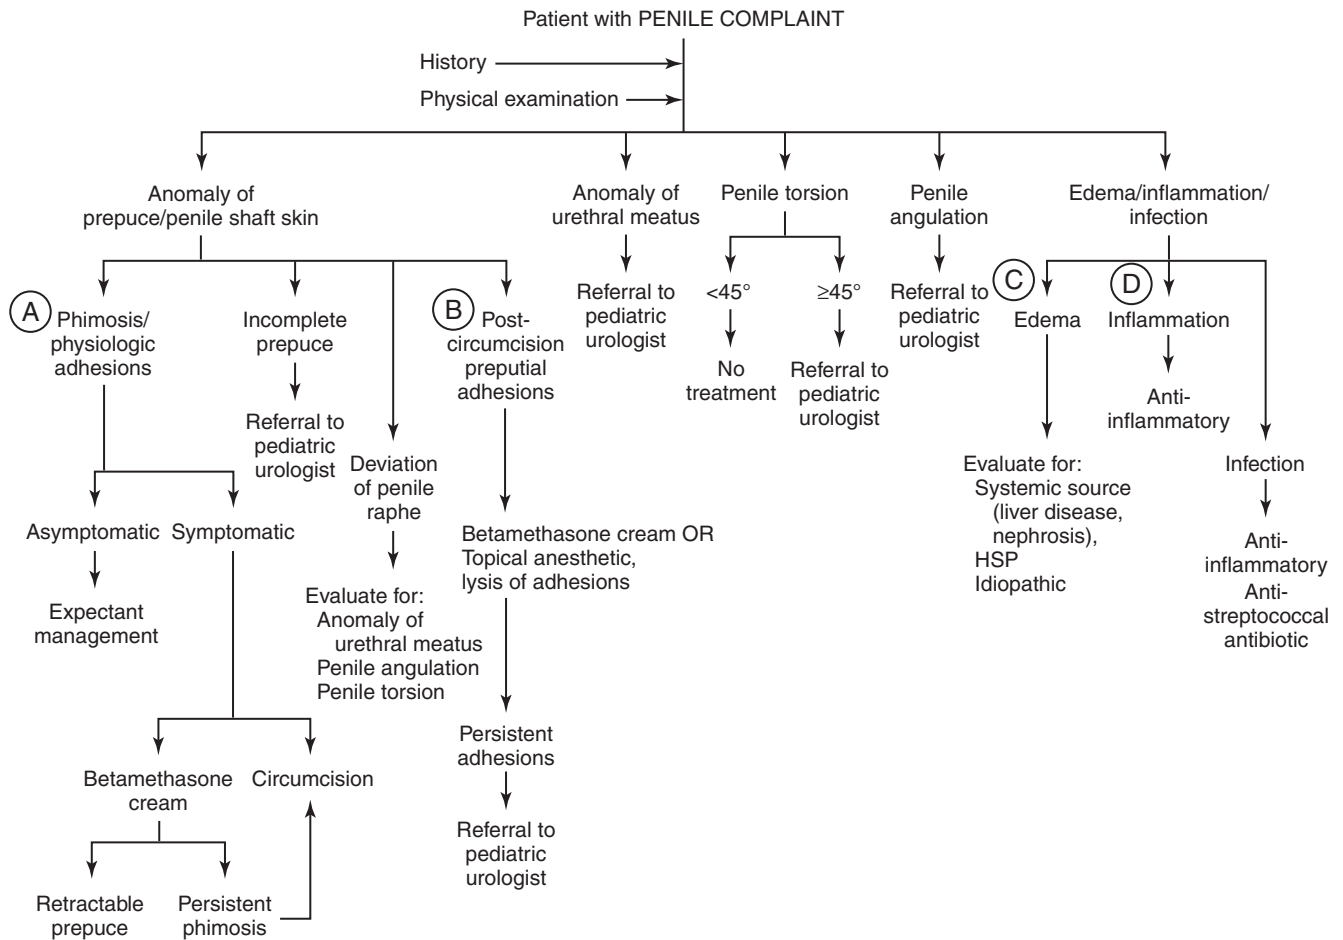 Patient with PENILE COMPLAINT
History
Physical examination
Anomaly of
prepuce/penile shaft skin
Anomaly of
urethral meatus
Penile torsion
Penile
angulation
Edema/inflammation/
infection
A
Phimosis/
physiologic
adhesions
Incomplete
prepuce
B
Post-
circumcision
preputial
adhesions
Referral to
pediatric
urologist
<45°
≥45°
Referral to
pediatric
urologist
C
Edema
D
Inflammation
No
treatment
Referral to
pediatric
urologist
Anti-
inflammatory
Referral to
pediatric
urologist
Deviation
of penile
raphe
Evaluate for:
Systemic source
(liver disease,
nephrosis),
HSP
Idiopathic
Infection
Asymptomatic
Symptomatic
Betamethasone cream OR
Topical anesthetic,
lysis of adhesions
Anti-
inflammatory
Anti-
streptococcal
antibiotic
Expectant
management
Evaluate for:
Anomaly of
urethral meatus
Penile angulation
Penile torsion
Persistent
adhesions
Betamethasone
cream
Circumcision
Referral to
pediatric
urologist
Retractable
prepuce
Persistent
phimosis